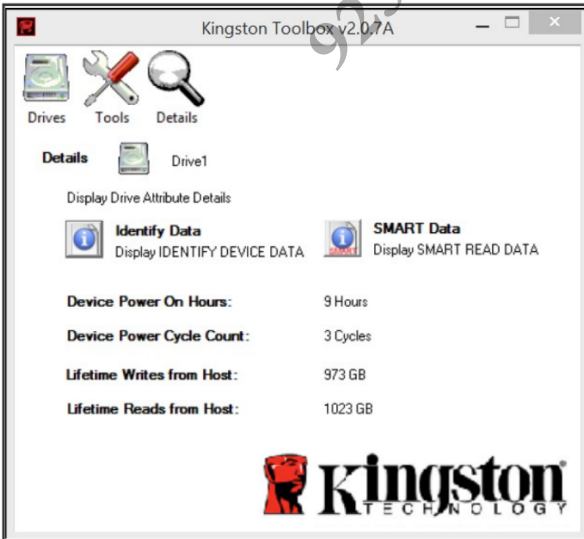 Kingston Toolbox v2.0.7A
Drives Tools Details
Details Drive1
Display Drive Attribute Details
Identify Data
Display IDENTIFY DEVICE DATA
SMART
SMART Data
Display SMART READ DATA
Device Power On Hours: 9 Hours
Device Power Cycle Count: 3 Cycles
Lifetime Writes from Host: 973 GB
Lifetime Reads from Host: 1023 GB
Kingston®
TECHNOLOGY